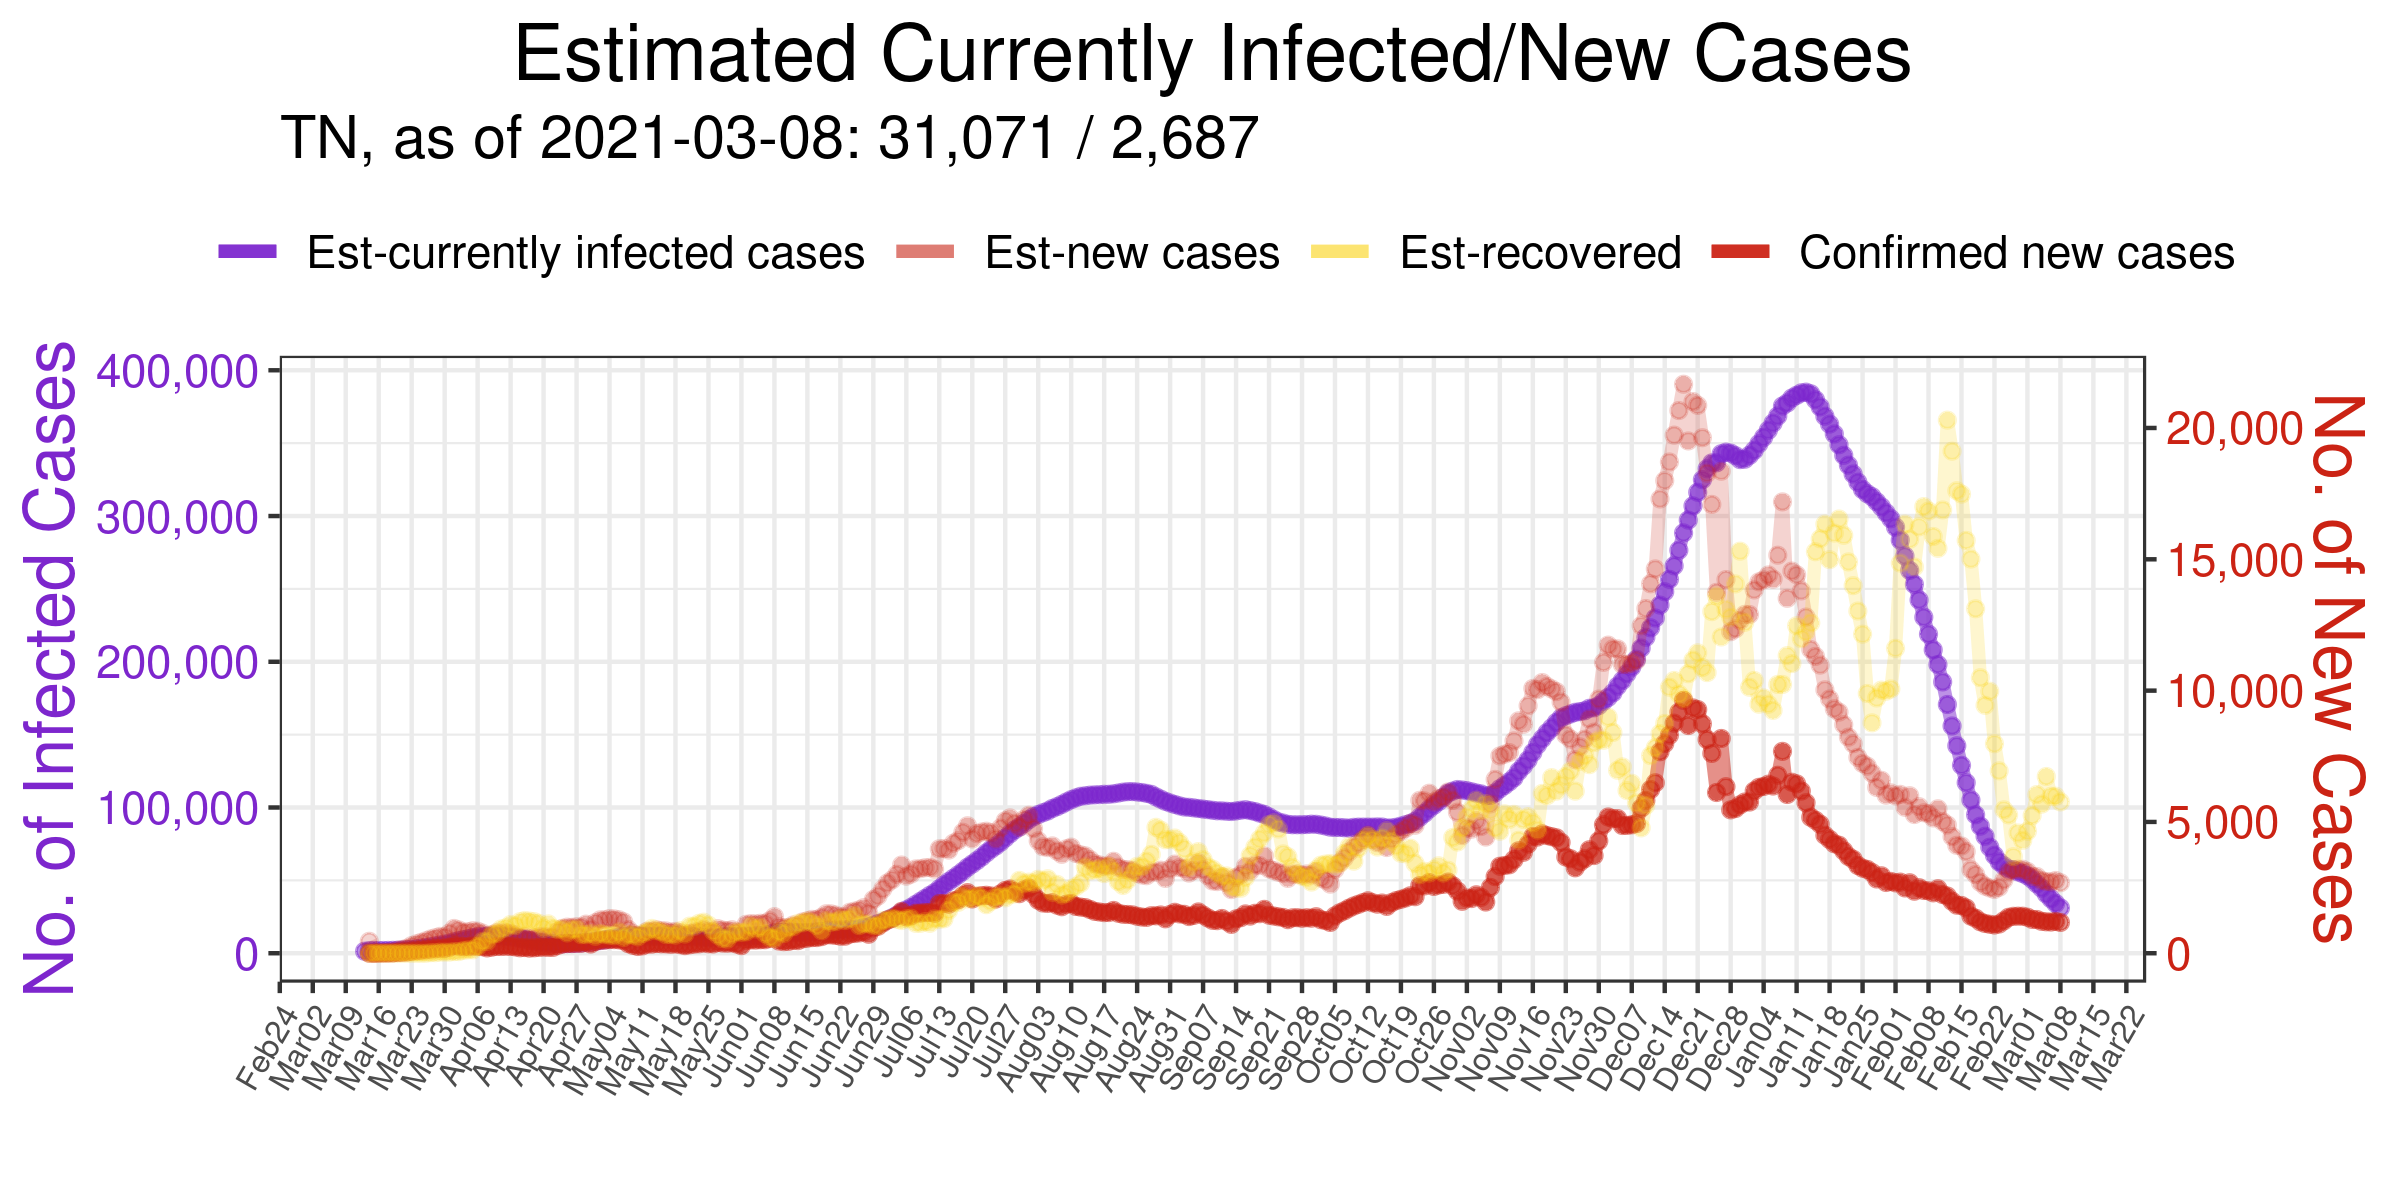 Estimated Currently Infected/New Cases
TN, as of 2021-03-08: 31,071 / 2,687
Est-currently infected cases Est-new cases Est-recovered Confirmed new cases
No. of Infected Cases
400,000
300,000
200,000
100,000
0
No. of New Cases
20,000
15,000
10,000
5,000
0
Feb24 Mar02 Mar09 Mar16 Mar23 Mar30 Apr06 Apr13 Apr20 Apr27 May04 May11 May18 May25 Jun01 Jun08 Jun15 Jun22 Jun29 Jul06 Jul13 Jul20 Jul27 Aug03 Aug10 Aug17 Aug24 Aug31 Sep07 Sep14 Sep21 Sep28 Oct05 Oct12 Oct19 Oct26 Nov02 Nov09 Nov16 Nov23 Nov30 Dec07 Dec14 Dec21 Dec28 Jan04 Jan11 Jan18 Jan25 Feb01 Feb08 Feb15 Feb22 Mar01 Mar08 Mar15 Mar22